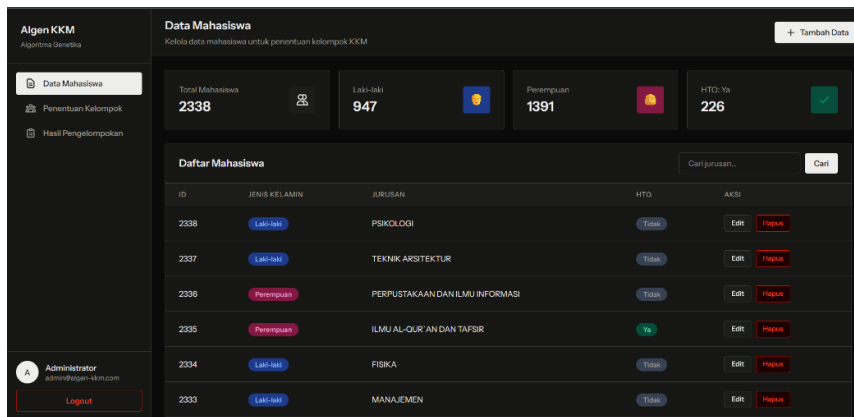 Algen KKM
Algoritma Genetika
Data Mahasiswa
Penentuan Kelompok
Hasil Pengelompokan
A
Administrator
admin@algen-kkm.com
Logout
Data Mahasiswa
Kelola data mahasiswa untuk penentuan kelompok KKM
+ Tambah Data
Total Mahasiswa
2338
Laki-laki
947
Perempuan
1391
HTQ: Ya
226
Daftar Mahasiswa
Cari jurusan...
Cari
ID JENIS KELAMIN JURUSAN HTQ AKSI
2338 Laki-laki PSIKOLOGI Tidak Edit Hapus
2337 Laki-laki TEKNIK ARSITEKTUR Tidak Edit Hapus
2336 Perempuan PERPUSTAKAAN DAN ILMU INFORMASI Tidak Edit Hapus
2335 Perempuan ILMU AL-QUR`AN DAN TAFSIR Ya Edit Hapus
2334 Laki-laki FISIKA Tidak Edit Hapus
2333 Laki-laki MANAJEMEN Tidak Edit Hapus